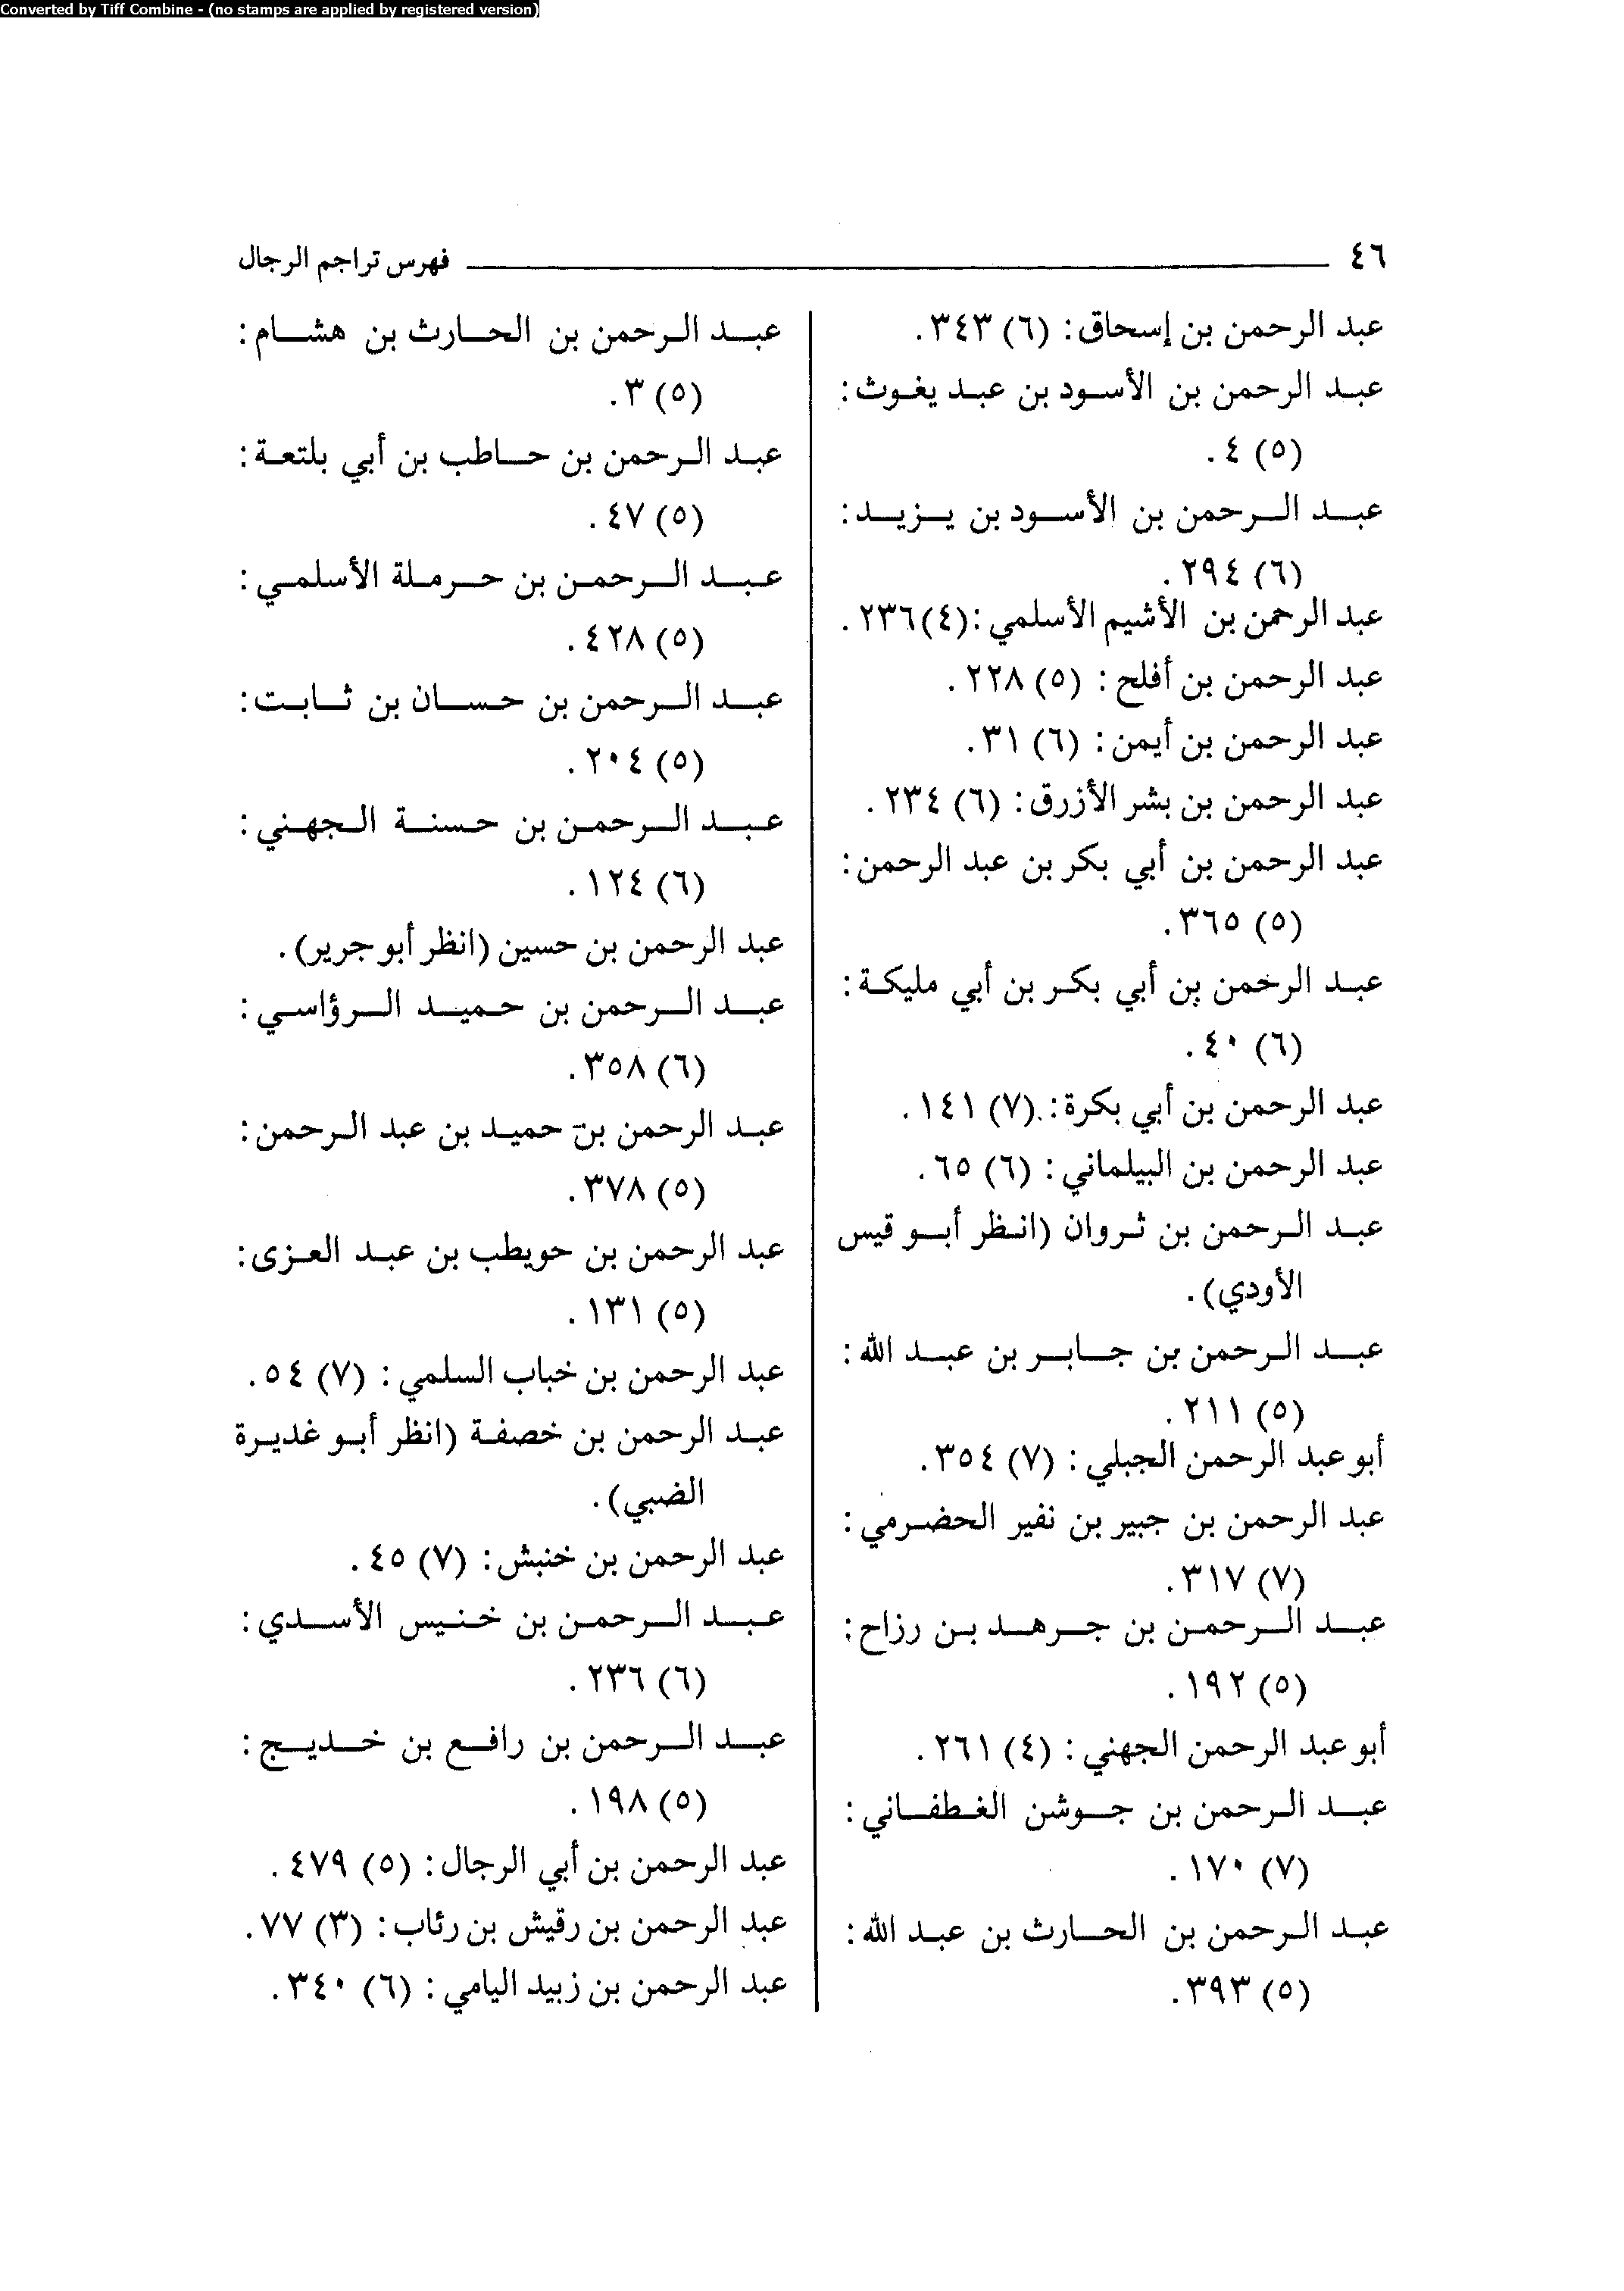 Converted by Tiff Combine - (no stamps are applied by registered version)
٤٦
فهرس تراجم الرجال
عبد الرحمن بن إسحاق: (٦) ٣٤٣.
عبد الرحمن بن الأسود بن عبد يغوث:
(٥) ٤.
عبد الرحمن بن الأسود بن يزيد:
(٦) ٢٩٤.
عبد الرحمن بن الأشيم الأسلمي: (٤) ٢٣٦.
عبد الرحمن بن أفلح: (٥) ٢٢٨.
عبد الرحمن بن أيمن: (٦) ٣١.
عبد الرحمن بن بشر الأزرق: (٦) ٢٣٤.
عبد الرحمن بن أبي بكر بن عبد الرحمن:
(٥) ٣٦٥.
عبد الرحمن بن أبي بكر بن أبي مليكة:
(٦) ٤٠.
عبد الرحمن بن أبي بكرة: (٧) ١٤١.
عبد الرحمن بن البيلماني: (٦) ٦٥.
عبد الرحمن بن ثروان (انظر أبو قيس
الأودي).
عبد الرحمن بن جابر بن عبد الله:
(٥) ٢١١.
أبو عبد الرحمن الجبلي: (٧) ٣٥٤.
عبد الرحمن بن جبير بن نفير الحضرمي:
(٧) ٣١٧.
عبد الرحمن بن جرهد بن رزاح:
(٥) ١٩٢.
أبو عبد الرحمن الجهني: (٤) ٢٦١.
عبد الرحمن بن جوشن الغطفاني:
(٧) ١٧٠.
عبد الرحمن بن الحارث بن عبد الله:
(٥) ٣٩٣.
عبد الرحمن بن الحارث بن هشام:
(٥) ٣.
عبد الرحمن بن حاطب بن أبي بلتعة:
(٥) ٤٧.
عبد الرحمن بن حرملة الأسلمي:
(٥) ٤٢٨.
عبد الرحمن بن حسان بن ثابت:
(٥) ٢٠٤.
عبد الرحمن بن حسنة الجهني:
(٦) ١٢٤.
عبد الرحمن بن حسين (انظر أبو جرير).
عبد الرحمن بن حميد الرؤاسي:
(٦) ٣٥٨.
عبد الرحمن بن حميد بن عبد الرحمن:
(٥) ٣٧٨.
عبد الرحمن بن حويطب بن عبد العزى:
(٥) ١٣١.
عبد الرحمن بن خباب السلمي: (٧) ٥٤.
عبد الرحمن بن خصفة (انظر أبو غديرة
الضبي).
عبد الرحمن بن خنبش: (٧) ٤٥.
عبد الرحمن بن خنيس الأسدي:
(٦) ٢٣٦.
عبد الرحمن بن رافع بن خديج:
(٥) ١٩٨.
عبد الرحمن بن أبي الرجال: (٥) ٤٧٩.
عبد الرحمن بن رقيش بن رئاب: (٣) ٧٧.
عبد الرحمن بن زبيد اليامي: (٦) ٣٤٠.